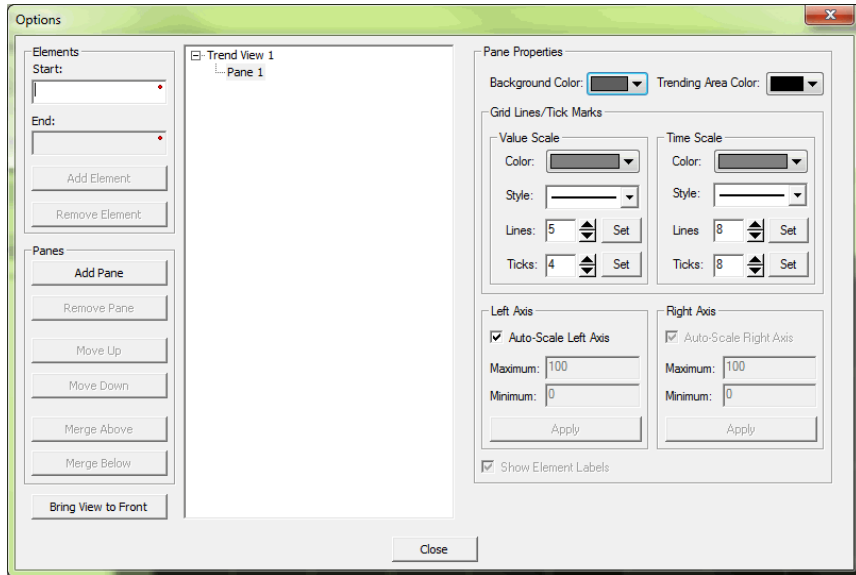 Options
Elements
Start:
End:
Add Element
Remove Element
Panes
Add Pane
Remove Pane
Move Up
Move Down
Merge Above
Merge Below
Bring View to Front
Trend View 1
Pane 1
Pane Properties
Background Color:
Trending Area Color:
Grid Lines/Tick Marks
Value Scale
Color:
Style:
Lines: 5 Set
Ticks: 4 Set
Time Scale
Color:
Style:
Lines 8 Set
Ticks: 8 Set
Left Axis
Auto-Scale Left Axis
Maximum: 100
Minimum: 0
Apply
Right Axis
Auto-Scale Right Axis
Maximum: 100
Minimum: 0
Apply
Show Element Labels
Close